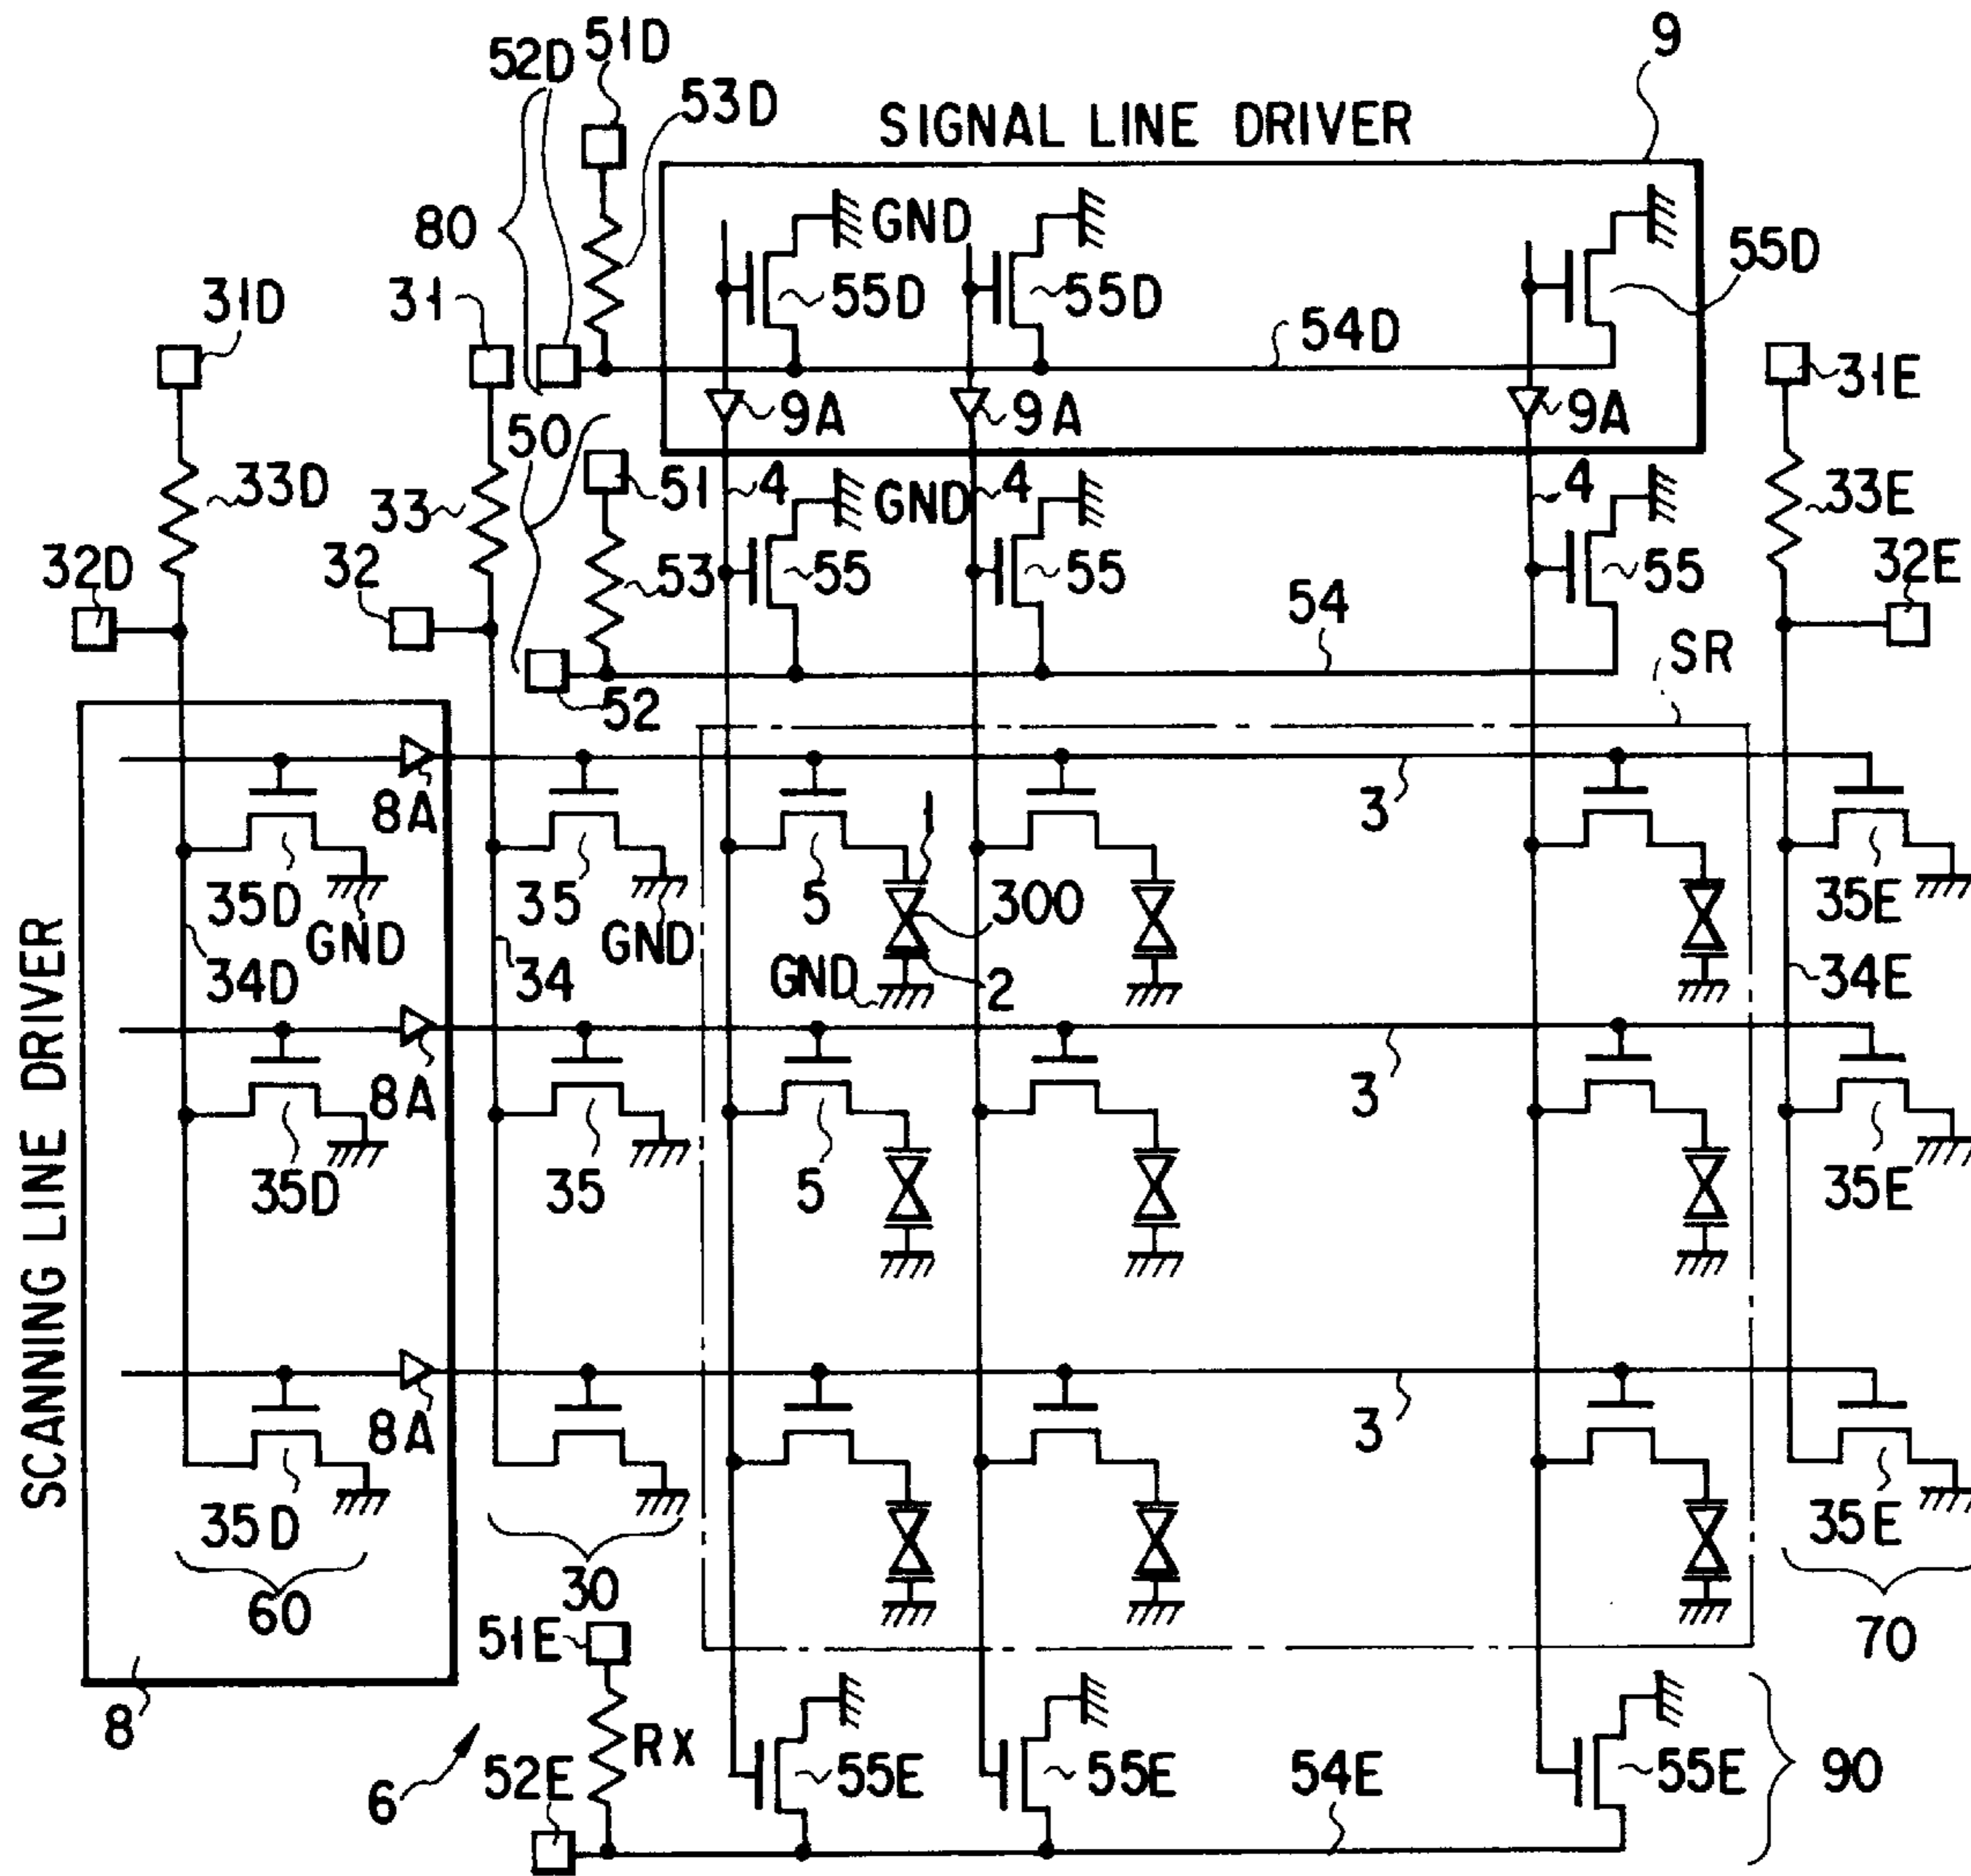 51D
52D
9
53D
SIGNAL LINE DRIVER
80
GND
55D
55D
55D
31D
31
54D
31E
9A
9A
9A
50
51
4
GND
4
4
33D
33
33E
32D
32
53
55
55
55
32E
54
SR
52
8A
1
3
35D
35
5
300
35E
GND
GND
34D
34
GND
2
34E
SCANNING LINE DRIVER
8A
3
35D
35
5
35E
8A
3
35D
35E
30
60
51E
70
8
RX
55E
55E
55E
90
52E
54E
6